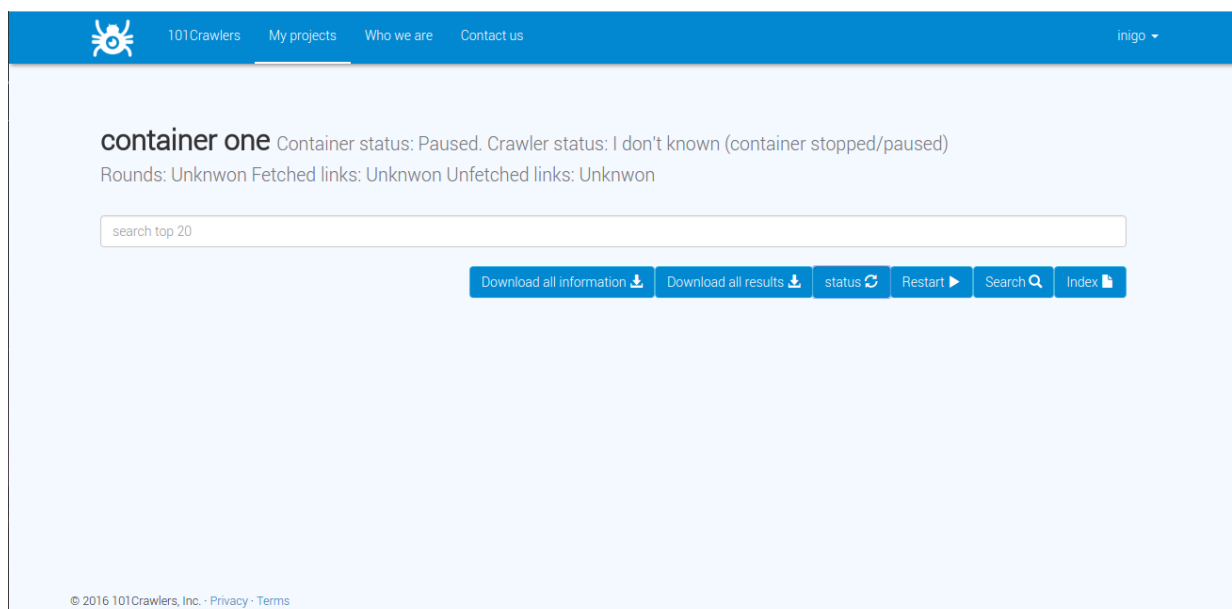 101Crawlers My projects Who we are Contact us inigo
container one Container status: Paused. Crawler status: I don't known (container stopped/paused)
Rounds: Unknwon Fetched links: Unknwon Unfetched links: Unknwon
search top 20
Download all information Download all results status Restart Search Index
© 2016 101Crawlers, Inc. · Privacy · Terms